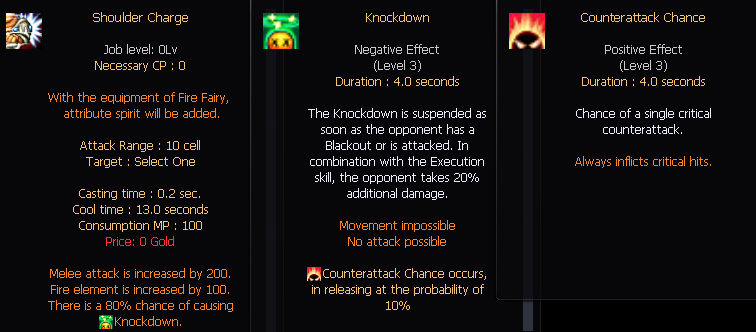 Shoulder Charge
Job level: 0Lv
Necessary CP : 0
With the equipment of Fire Fairy,
attribute spirit will be added.
Attack Range : 10 cell
Target : Select One
Casting time : 0.2 sec.
Cool time : 13.0 seconds
Consumption MP : 100
Price: 0 Gold
Melee attack is increased by 200.
Fire element is increased by 100.
There is a 80% chance of causing
Knockdown.
Knockdown
Negative Effect
(Level 3)
Duration : 4.0 seconds
The Knockdown is suspended as
soon as the opponent has a
Blackout or is attacked. In
combination with the Execution
skill, the opponent takes 20%
additional damage.
Movement impossible
No attack possible
Counterattack Chance occurs,
in releasing at the probability of
10%
Counterattack Chance
Positive Effect
(Level 3)
Duration : 4.0 seconds
Chance of a single critical
counterattack.
Always inflicts critical hits.